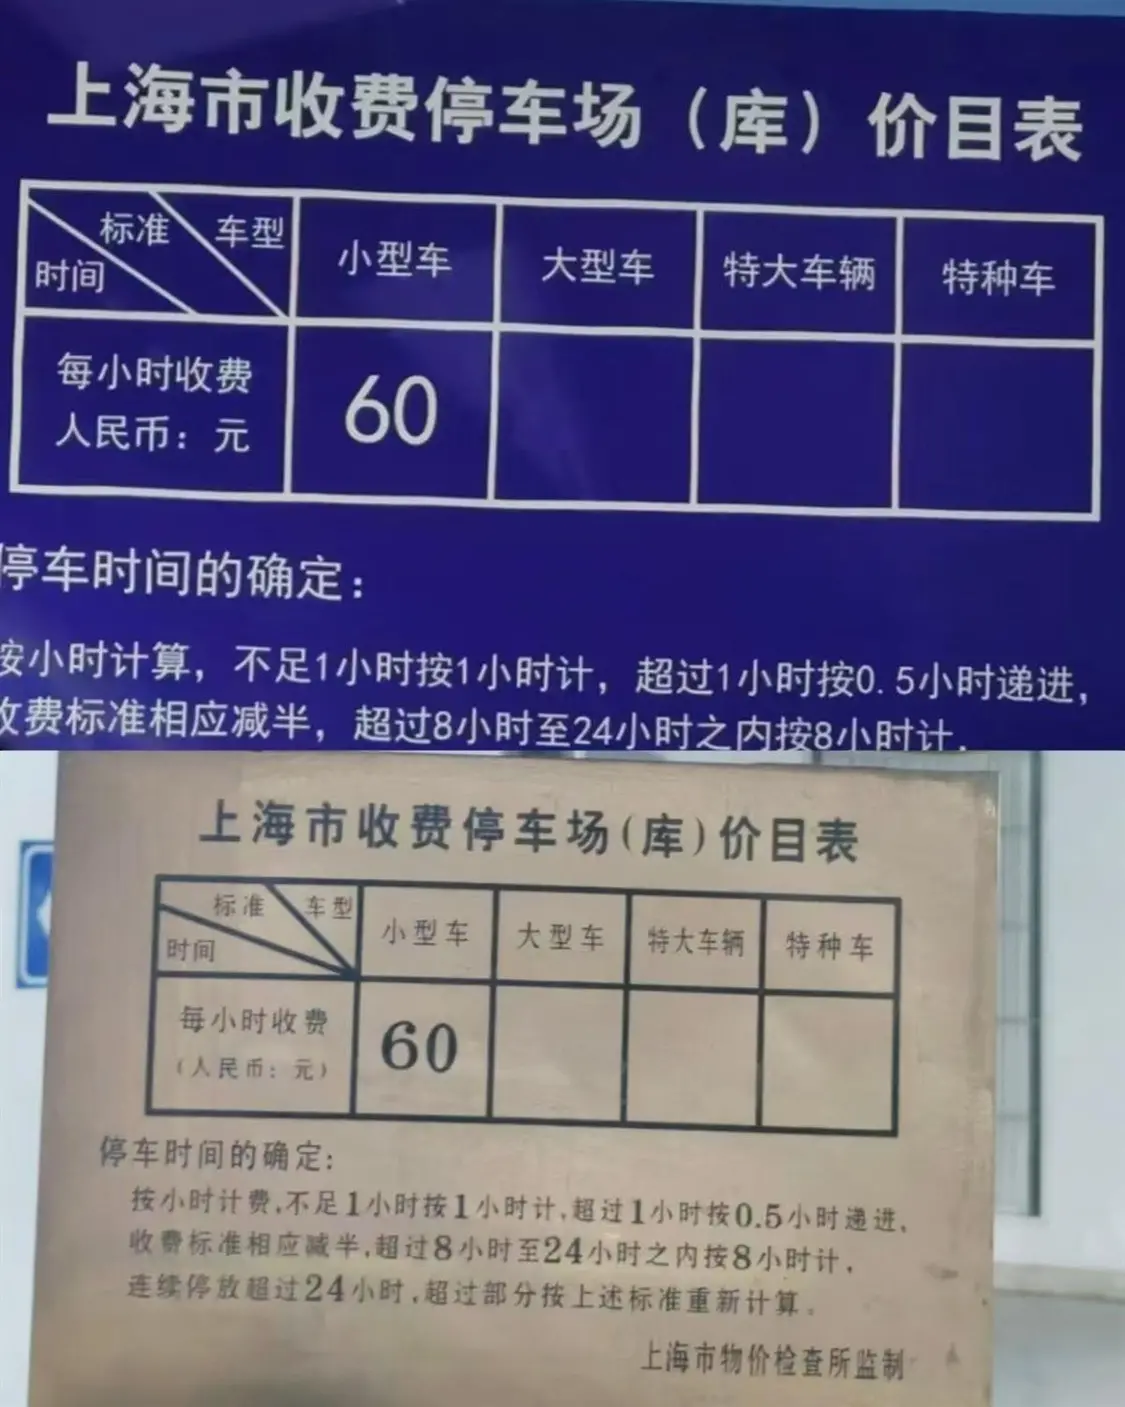 上海市收费停车场（库）价目表
标准 车型
时间
小型车 大型车 特大车辆 特种车
每小时收费
人民币：元
60
停车时间的确定：
按小时计算，不足1小时按1小时计，超过1小时按0.5小时递进，
收费标准相应减半，超过8小时至24小时之内按8小时计，
上海市收费停车场(库)价目表
标准 车型
时间
小型车 大型车 特大车辆 特种车
每小时收费
（人民币：元）
60
停车时间的确定:
按小时计费,不足1小时按1小时计,超过1小时按0.5小时递进,
收费标准相应减半,超过8小时至24小时之内按8小时计,
连续停放超过24小时,超过部分按上述标准重新计算。
上海市物价检查所监制